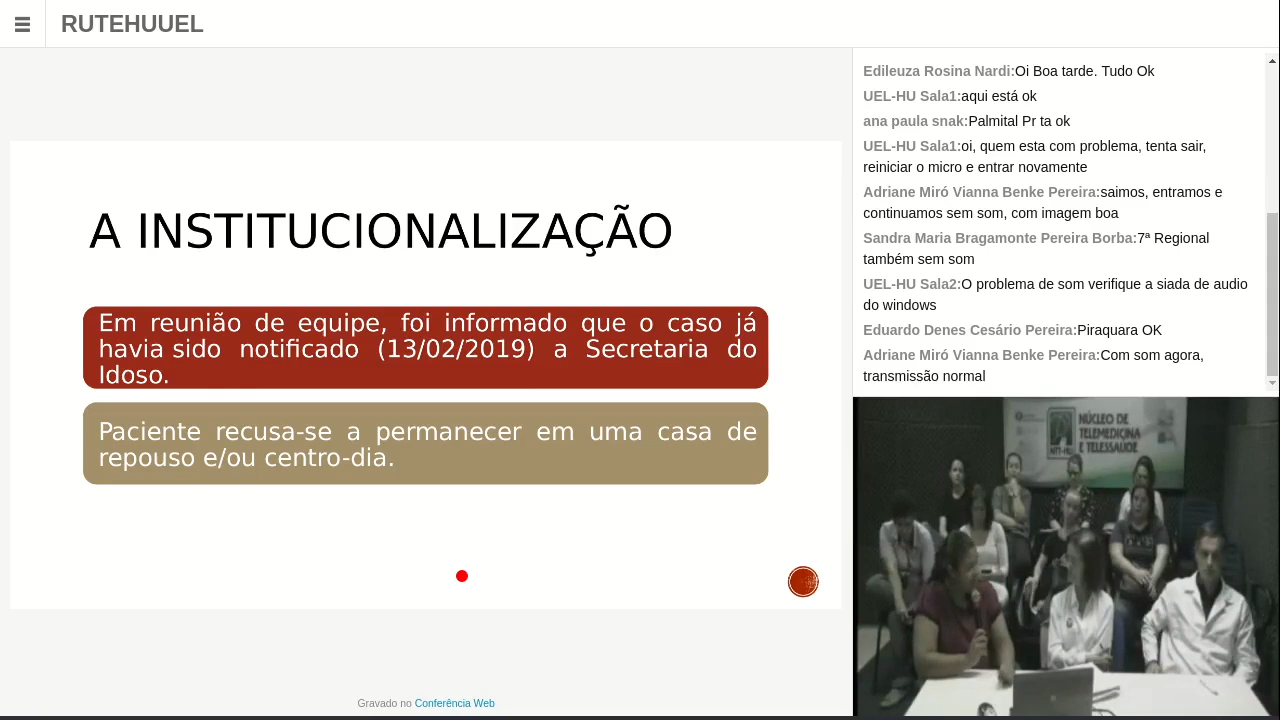 RUTEHUUEL
A INSTITUCIONALIZAÇÃO
Em reunião de equipe, foi informado que o caso já
havia sido notificado (13/02/2019) a Secretaria do
Idoso.
Paciente recusa-se a permanecer em uma casa de
repouso e/ou centro-dia.
Gravado no Conferência Web
Edileuza Rosina Nardi:Oi Boa tarde. Tudo Ok
UEL-HU Sala1:aqui está ok
ana paula snak:Palmital Pr ta ok
UEL-HU Sala1:oi, quem esta com problema, tenta sair,
reiniciar o micro e entrar novamente
Adriane Miró Vianna Benke Pereira:saimos, entramos e
continuamos sem som, com imagem boa
Sandra Maria Bragamonte Pereira Borba:7ª Regional
também sem som
UEL-HU Sala2:O problema de som verifique a siada de audio
do windows
Eduardo Denes Cesário Pereira:Piraquara OK
Adriane Miró Vianna Benke Pereira:Com som agora,
transmissão normal
NÚCLEO DE
TELEMEDICINA
E TELESSAÚDE